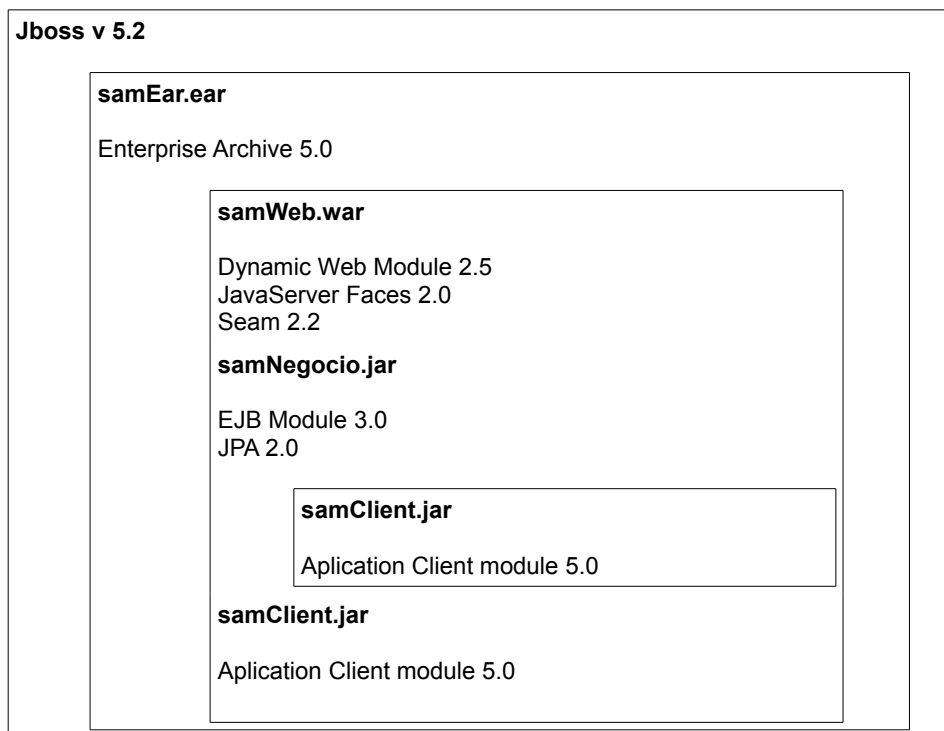 Jboss v 5.2
samEar.ear
Enterprise Archive 5.0
samWeb.war
Dynamic Web Module 2.5
JavaServer Faces 2.0
Seam 2.2
samNegocio.jar
EJB Module 3.0
JPA 2.0
samClient.jar
Aplication Client module 5.0
samClient.jar
Aplication Client module 5.0